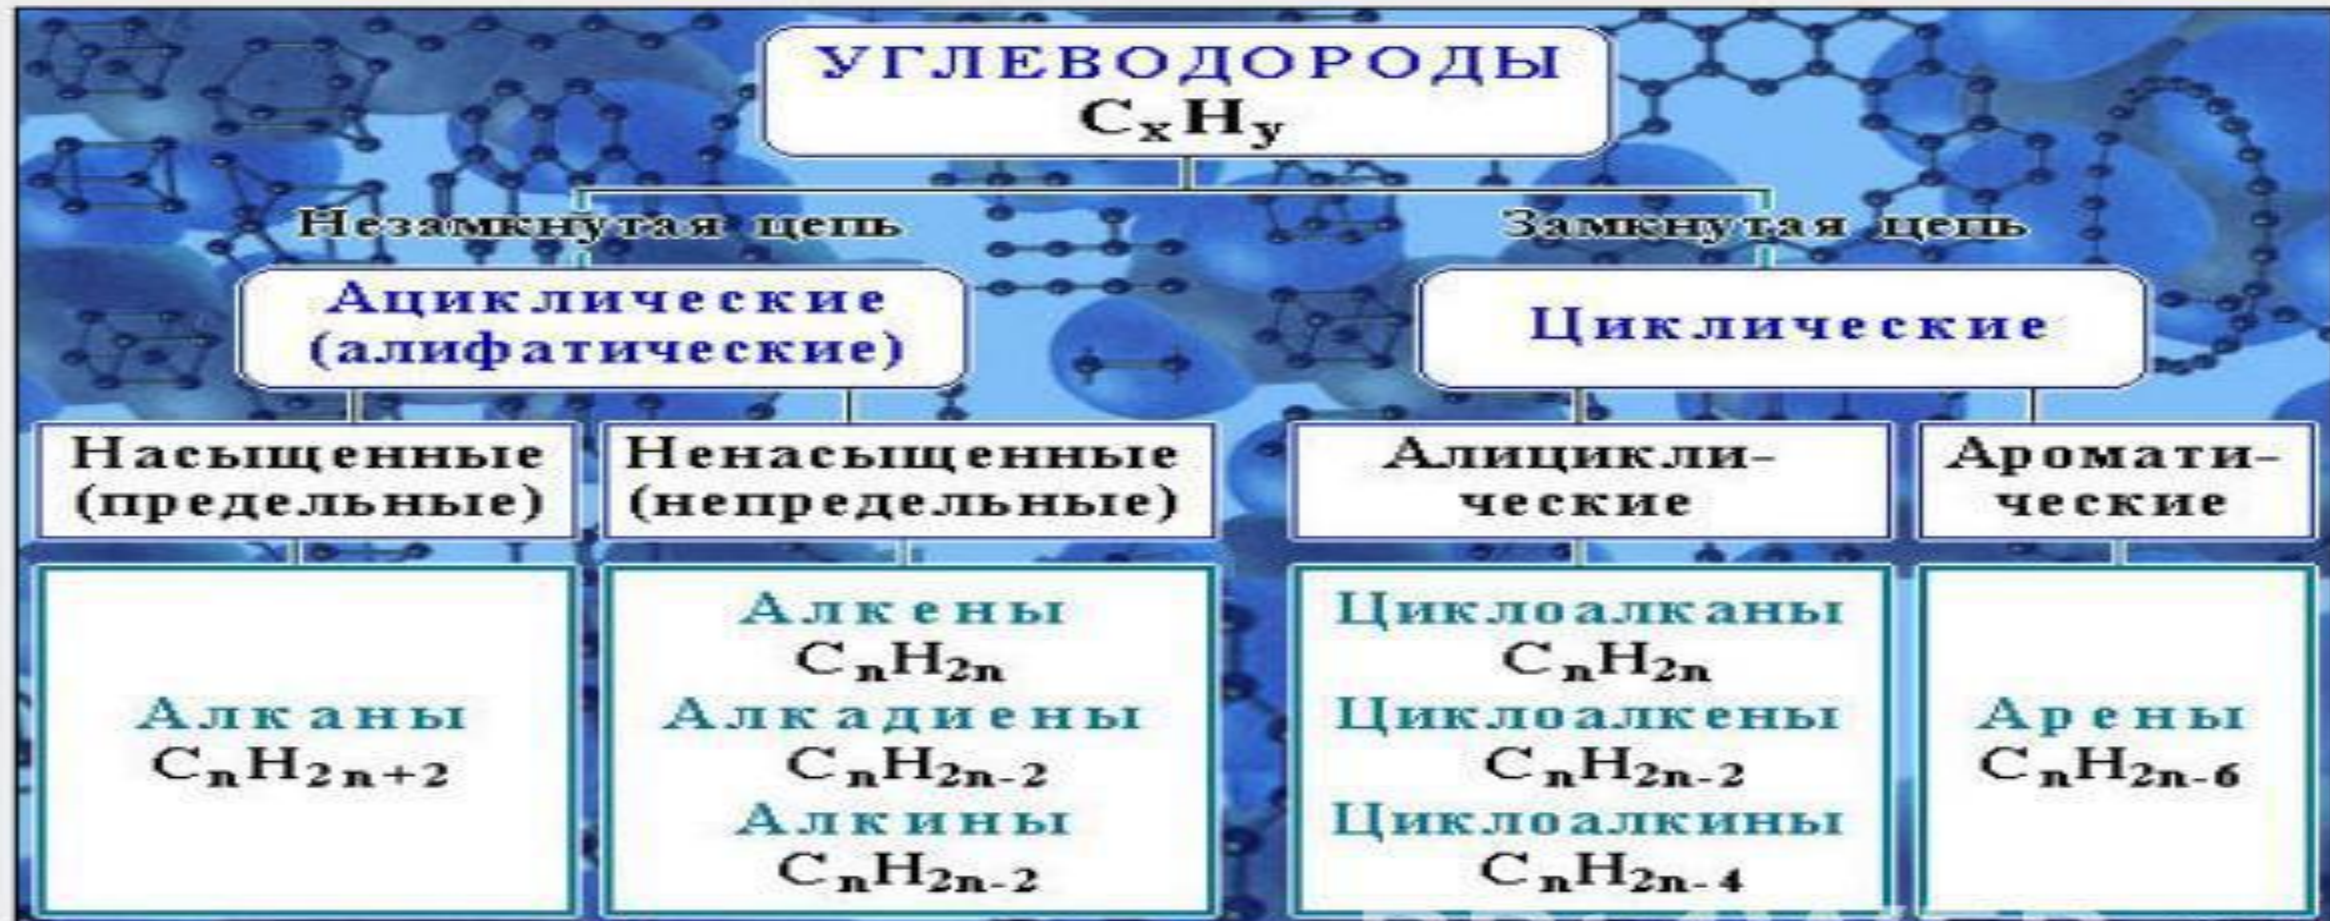 УГЛЕВОДОРОДЫ
CxHy
Незамкнутая цепь
Замкнутая цепь
Ациклические
(алифатические)
Циклические
Насыщенные
(предельные)
Ненасыщенные
(непредельные)
Алицикли-
ческие
Аромати-
ческие
Алканы
CnH2n+2
Алкены
CnH2n
Алкадиены
CnH2n-2
Алкины
CnH2n-2
Циклоалканы
CnH2n
Циклоалкены
CnH2n-2
Циклоалкины
CnH2n-4
Арены
CnH2n-6